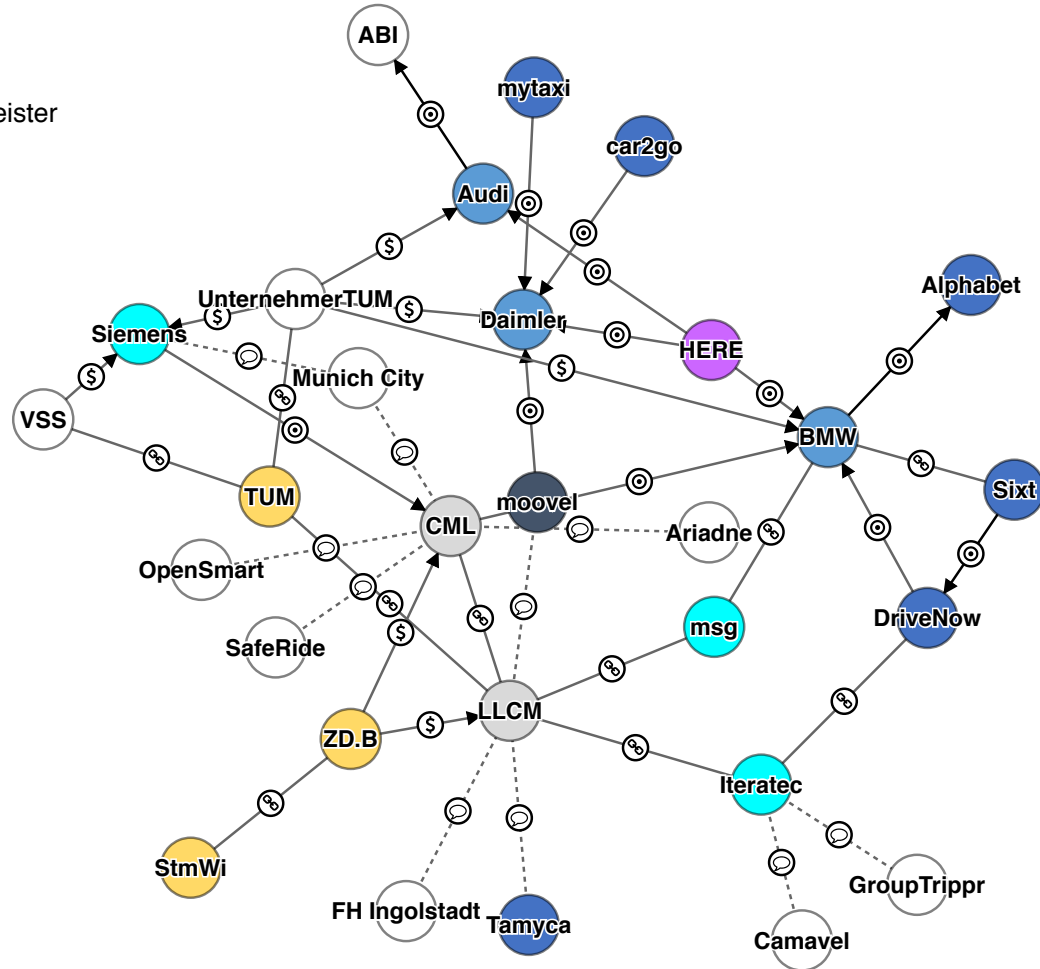 ABI
mytaxi
eister
car2go
Audi
Alphabet
UnternehmerTUM
$
$
$
$
Siemens
Daimler
HERE
Munich City
$
VSS
BMW
TUM
moovel
Sixt
CML
Ariadne
OpenSmart
DriveNow
msg
$
SafeRide
LLCM
$
ZD.B
Iteratec
StmWi
GroupTrippr
FH Ingolstadt
Tamyca
Camavel